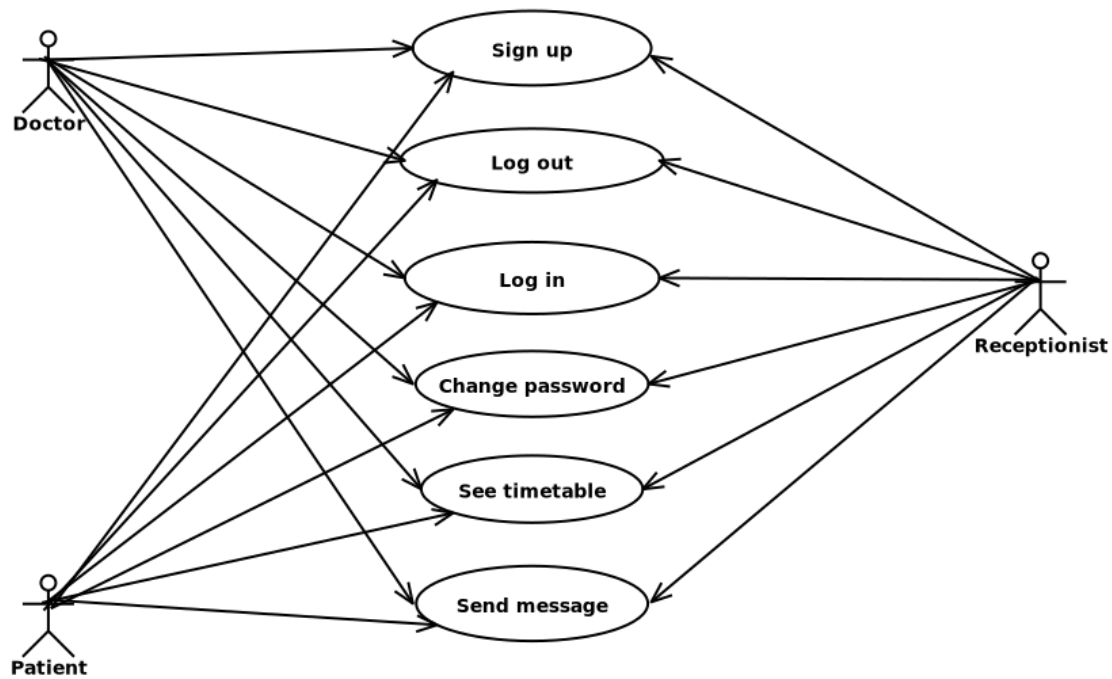 Sign up
Doctor
Log out
Log in
Receptionist
Change password
See timetable
Send message
Patient